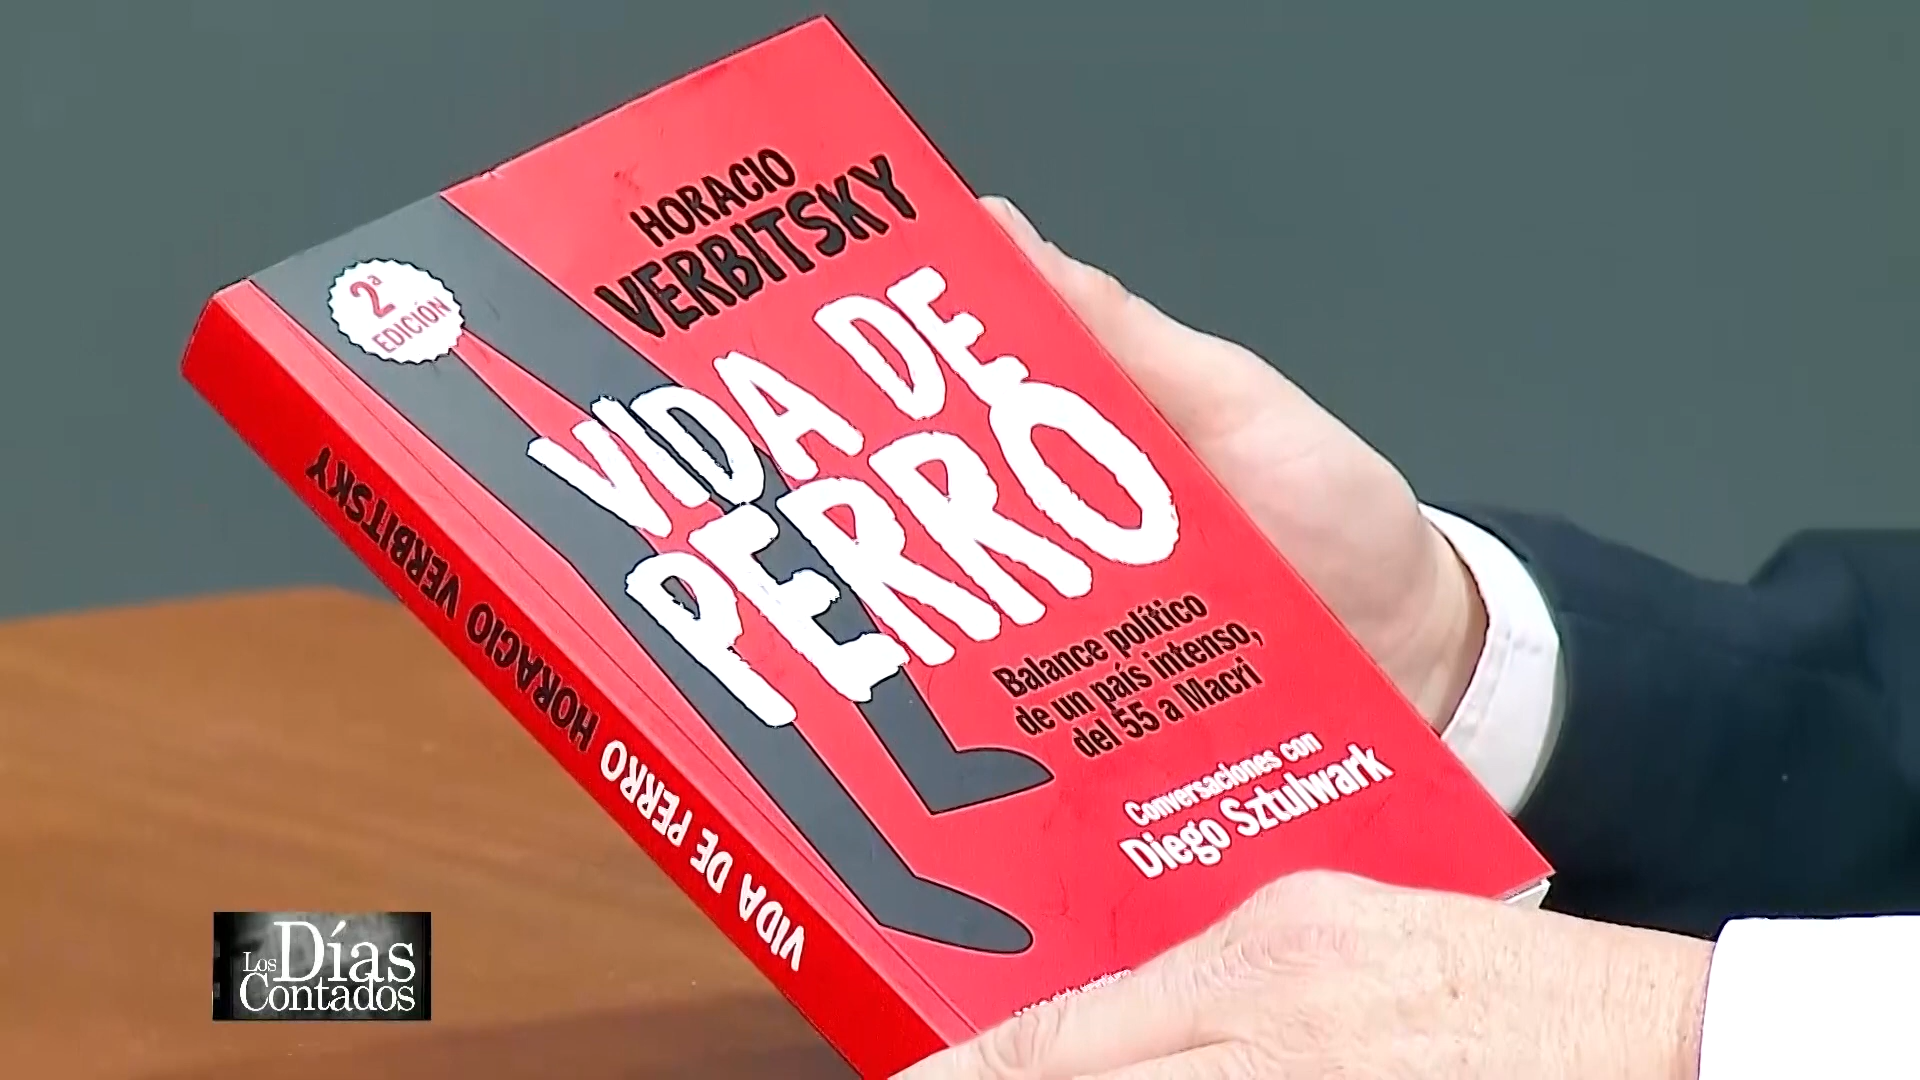 HORACIO
VERBITSKY
2ª
EDICIÓN
VIDA DE
PERRO
Balance político
de un país intenso,
del 55 a Macri
Conversaciones con
Diego Sztulwark
VIDA DE PERRO HORACIO VERBITSKY
Los Días
Contados